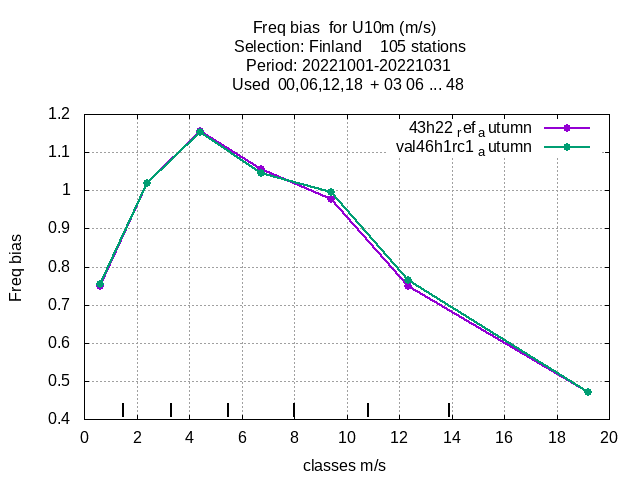 Freq bias  for U10m (m/s)
Selection: Finland    105 stations
Period: 20221001-20221031
Used  00,06,12,18  + 03 06 ... 48
43h22 ref a utumn
val46h1rc1 a utumn
1.2
1.1
1
0.9
0.8
0.7
0.6
0.5
0.4
Freq bias
0 2 4 6 8 10 12 14 16 18 20
classes m/s